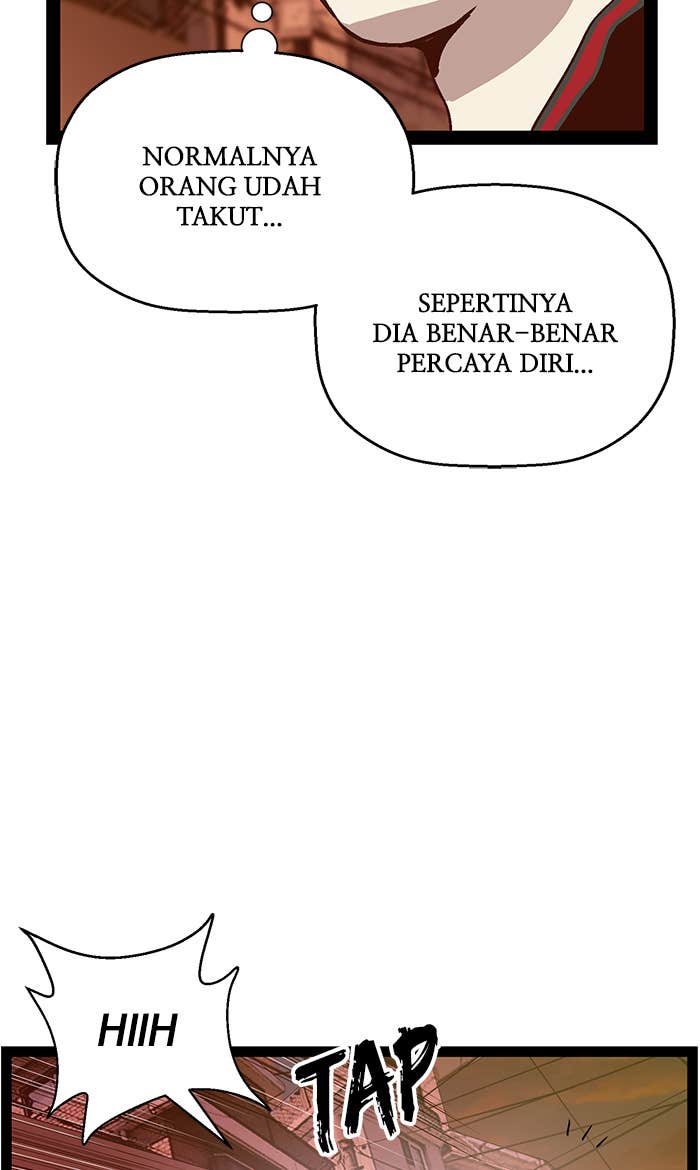 NORMALNYA
ORANG UDAH
TAKUT...
SEPERTINYA
DIA BENAR-BENAR
PERCAYA DIRI...
HIIH
TAP